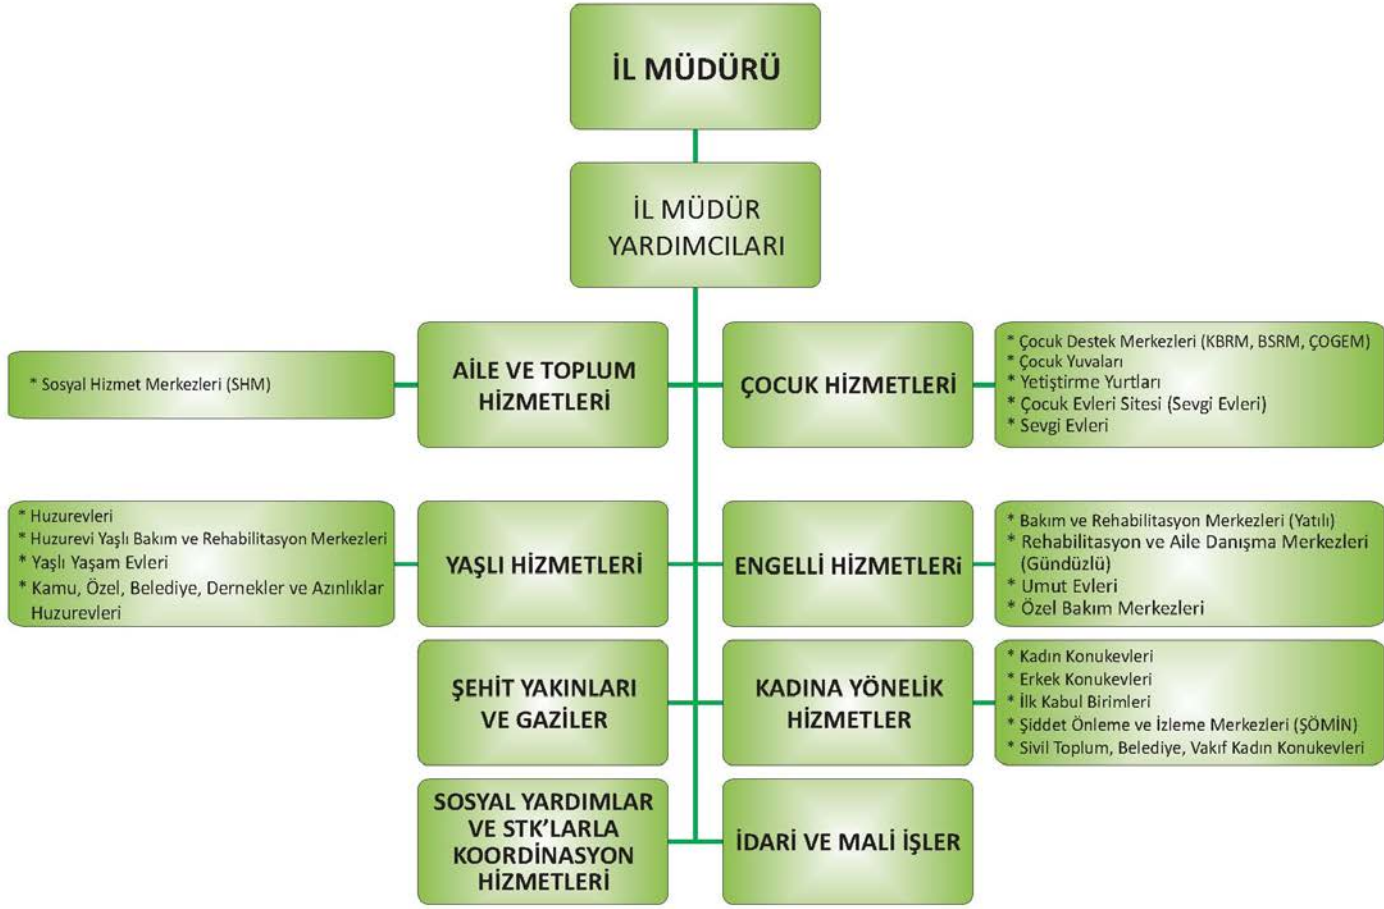 İL MÜDÜRÜ
İL MÜDÜR
YARDIMCILARI
* Sosyal Hizmet Merkezleri (SHM)
AİLE VE TOPLUM
HİZMETLERİ
ÇOCUK HİZMETLERİ
* Çocuk Destek Merkezleri (KBRM, BSRM, ÇOGEM)
* Çocuk Yuvaları
* Yetiştirme Yurtları
* Çocuk Evleri Sitesi (Sevgi Evleri)
* Sevgi Evleri
* Huzurevleri
* Huzurevi Yaşlı Bakım ve Rehabilitasyon Merkezleri
* Yaşlı Yaşam Evleri
* Kamu, Özel, Belediye, Dernekler ve Azınlıklar
Huzurevleri
YAŞLI HİZMETLERİ
ENGELLİ HİZMETLERi
* Bakım ve Rehabilitasyon Merkezleri (Yatılı)
* Rehabilitasyon ve Aile Danışma Merkezleri
(Gündüzlü)
* Umut Evleri
* Özel Bakım Merkezleri
ŞEHİT YAKINLARI
VE GAZİLER
KADINA YÖNELİK
HİZMETLER
* Kadın Konukevleri
* Erkek Konukevleri
* İlk Kabul Birimleri
* Şiddet Önleme ve İzleme Merkezleri (ŞÖMİN)
* Sivil Toplum, Belediye, Vakıf Kadın Konukevleri
SOSYAL YARDIMLAR
VE STK'LARLA
KOORDİNASYON
HİZMETLERİ
İDARİ VE MALİ İŞLER